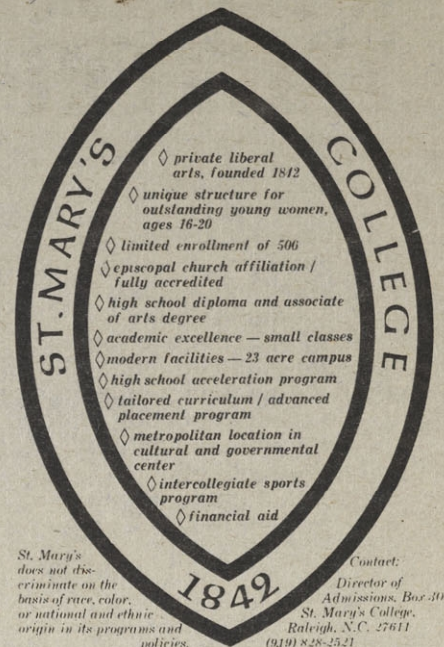 ST. MARY'S
COLLEGE
◊ private liberal
arts, founded 1842
◊ unique structure for
outstanding young women,
ages 16-20
◊ limited enrollment of 506
◊ episcopal church affiliation /
fully accredited
◊ high school diploma and associate
of arts degree
◊ academic excellence — small classes
◊ modern facilities — 23 acre campus
◊ high school acceleration program
◊ tailored curriculum / advanced
placement program
◊ metropolitan location in
cultural and governmental
center
◊ intercollegiate sports
program
◊ financial aid
1842
St. Mary's
does not dis-
criminate on the
basis of race, color,
or national and ethnic
origin in its programs and
policies.
Contact:
Director of
Admissions, Box
St. Mary's College,
Raleigh, N.C. 27611
(919) 828-2521